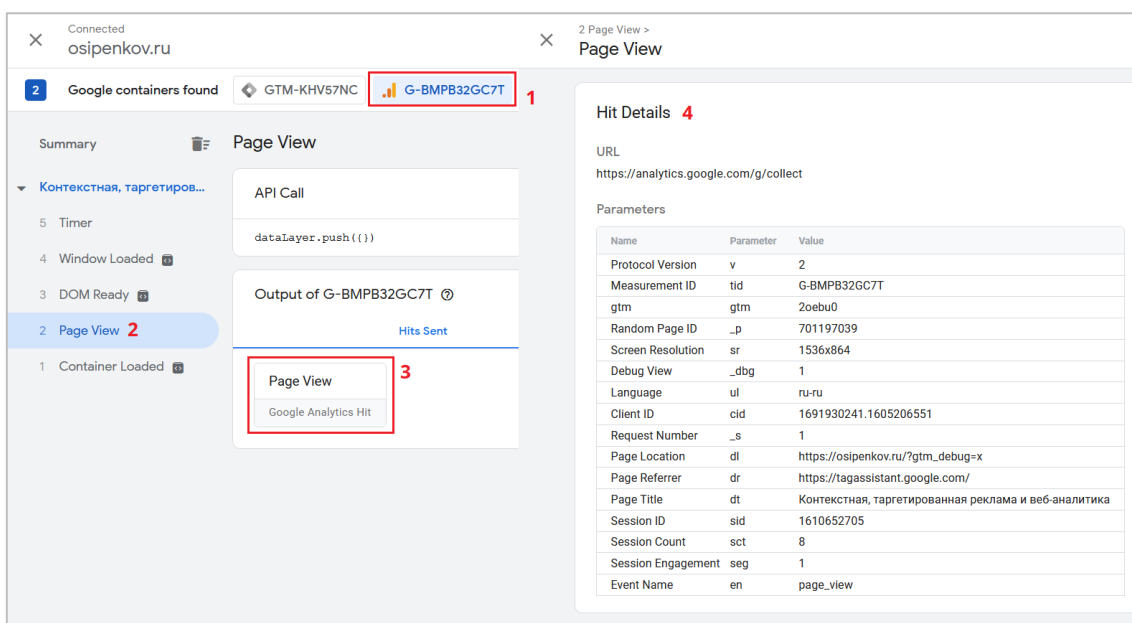 Connected
osipenkov.ru
2 Google containers found GTM-KHV57NC G-BMPB32GC7T 1
Summary
Контекстная, таргетиров...
5 Timer
4 Window Loaded
3 DOM Ready
2 Page View 2
1 Container Loaded
Page View
API Call
dataLayer.push({})
Output of G-BMPB32GC7T
Hits Sent
Page View
3
Google Analytics Hit
2 Page View >
Page View
Hit Details 4
URL
https://analytics.google.com/g/collect
Parameters
Name Parameter Value
Protocol Version v 2
Measurement ID tid G-BMPB32GC7T
gtm gtm 2oebu0
Random Page ID _p 701197039
Screen Resolution sr 1536x864
Debug View _dbg 1
Language ul ru-ru
Client ID cid 1691930241.1605206551
Request Number _s 1
Page Location dl https://osipenkov.ru/?gtm_debug=x
Page Referrer dr https://tagassistant.google.com/
Page Title dt Контекстная, таргетированная реклама и веб-аналитика
Session ID sid 1610652705
Session Count sct 8
Session Engagement seg 1
Event Name en page_view